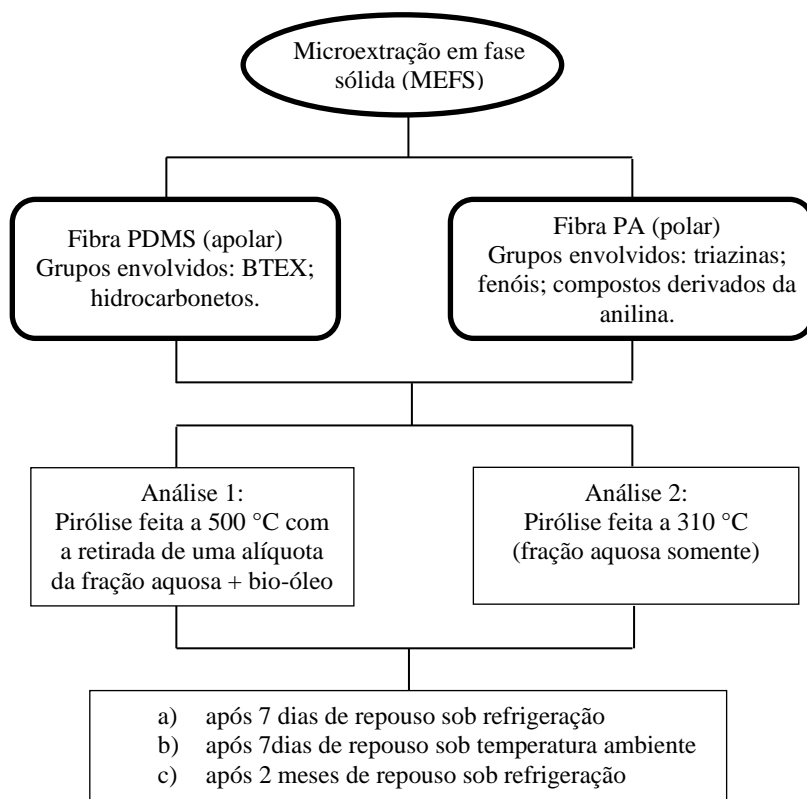 Microextração em fase
sólida (MEFS)
Fibra PDMS (apolar)
Grupos envolvidos: BTEX;
hidrocarbonetos.
Fibra PA (polar)
Grupos envolvidos: triazinas;
fenóis; compostos derivados da
anilina.
Análise 1:
Pirólise feita a 500 °C com
a retirada de uma alíquota
da fração aquosa + bio-óleo
Análise 2:
Pirólise feita a 310 °C
(fração aquosa somente)
a) após 7 dias de repouso sob refrigeração
b) após 7dias de repouso sob temperatura ambiente
c) após 2 meses de repouso sob refrigeração